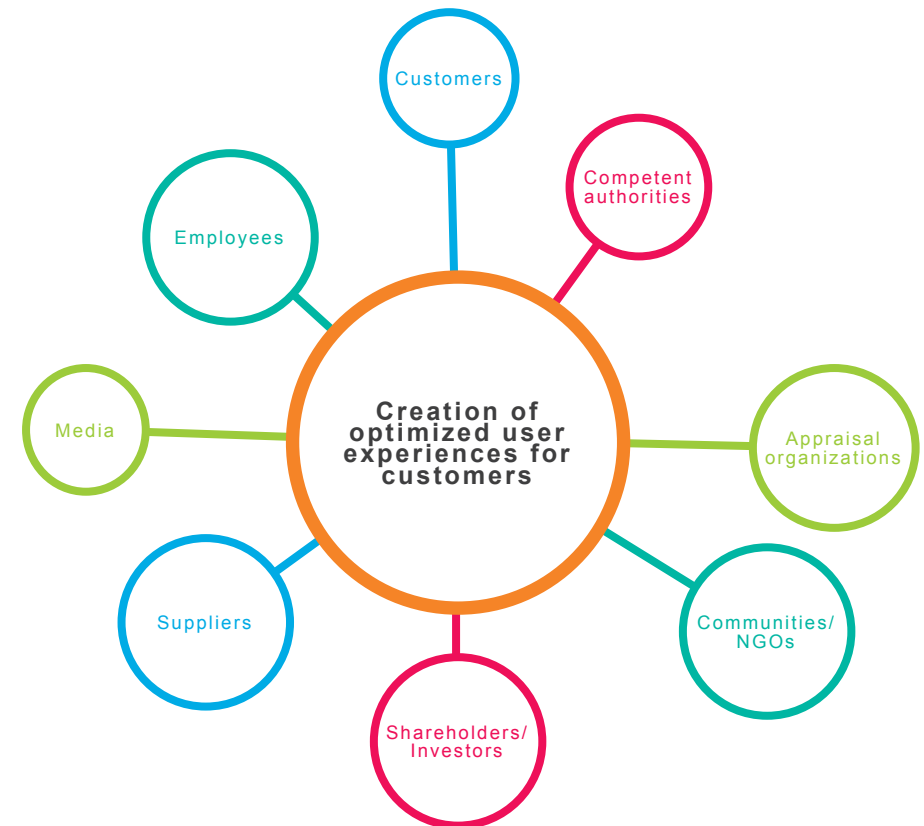 Customers
Competent
authorities
Employees
Media
Creation of
optimized user
experiences for
customers
Appraisal
organizations
Suppliers
Communities/
NGOs
Shareholders/
Investors